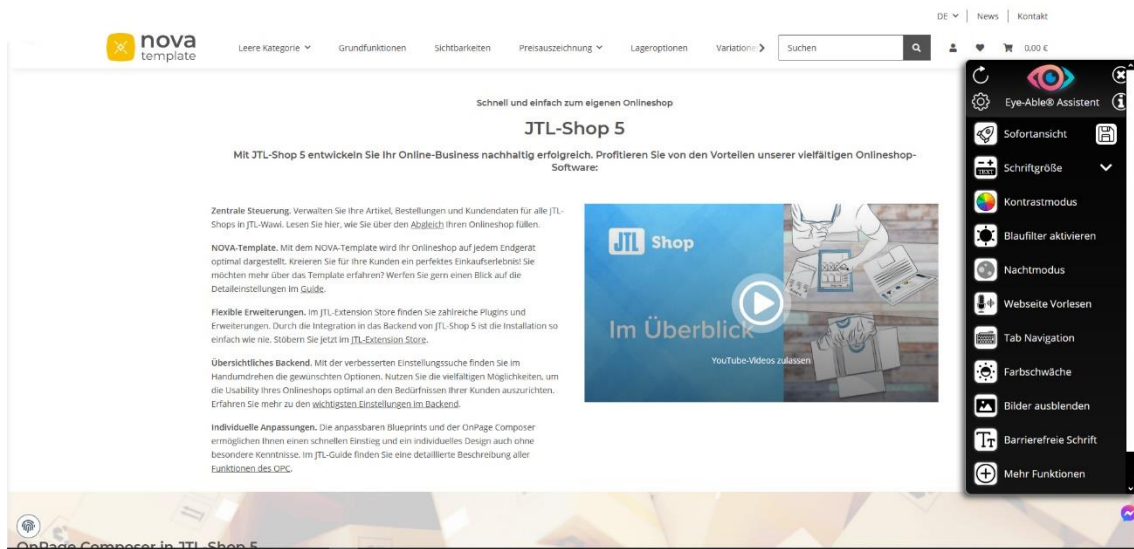 DE
News
Kontakt
nova
template
Leere Kategorie
Grundfunktionen
Sichtbarkeiten
Preisauszeichnung
Lageroptionen
Variatione
Suchen
0,00 €
Schnell und einfach zum eigenen Onlineshop
JTL-Shop 5
Mit JTL-Shop 5 entwickeln Sie Ihr Online-Business nachhaltig erfolgreich. Profitieren Sie von den Vorteilen unserer vielfältigen Onlineshop-
Software:
Zentrale Steuerung. Verwalten Sie Ihre Artikel, Bestellungen und Kundendaten für alle JTL-
Shops in JTL-Wawi. Lesen Sie hier, wie Sie über den Abgleich Ihren Onlineshop füllen.
NOVA-Template. Mit dem NOVA-Template wird Ihr Onlineshop auf jedem Endgerät
optimal dargestellt. Kreieren Sie für Ihre Kunden ein perfektes Einkaufserlebnis! Sie
möchten mehr über das Template erfahren? Werfen Sie gern einen Blick auf die
Detaileinstellungen im Guide.
Flexible Erweiterungen. Im JTL-Extension Store finden Sie zahlreiche Plugins und
Erweiterungen. Durch die Integration in das Backend von JTL-Shop 5 ist die Installation so
einfach wie nie. Stöbern Sie jetzt im JTL-Extension Store.
Übersichtliches Backend. Mit der verbesserten Einstellungssuche finden Sie im
Handumdrehen die gewünschten Optionen. Nutzen Sie die vielfältigen Möglichkeiten, um
die Usability Ihres Onlineshops optimal an den Bedürfnissen Ihrer Kunden auszurichten.
Erfahren Sie mehr zu den wichtigsten Einstellungen im Backend.
Individuelle Anpassungen. Die anpassbaren Blueprints und der OnPage Composer
ermöglichen Ihnen einen schnellen Einstieg und ein individuelles Design auch ohne
besondere Kenntnisse. Im JTL-Guide finden Sie eine detaillierte Beschreibung aller
Funktionen des OPC.
JTL Shop
Im Überblick
YouTube-Videos zulassen
Eye-Able® Assistent
Sofortansicht
TEXT
Schriftgröße
Kontrastmodus
Blaufilter aktivieren
Nachtmodus
Webseite Vorlesen
Tab Navigation
Farbschwäche
Bilder ausblenden
Barrierefreie Schrift
Mehr Funktionen
OnPage Composer in JTL-Shop 5